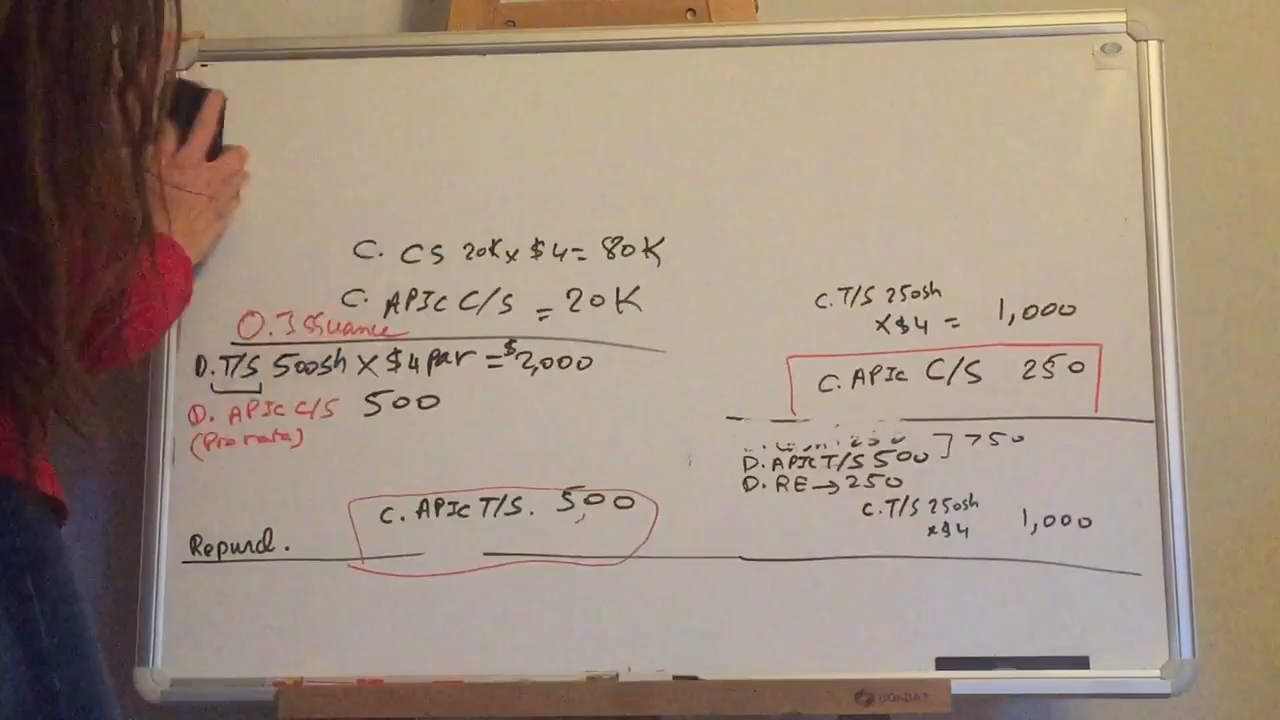 C. CS 20K x $4 = 80K
C. APIC C/S = 20K
O. Issuance
D. T/S 500sh X $4 par = $2,000
D. APIC C/S 500
(Pro rata)
C. APIC T/S. 500
Repurch.
C. T/S 250sh
X $4 = 1,000
C. APIC C/S 250
] 750
D. APIC T/S 500
D. RE → 250
C. T/S 250sh
x $4 1,000